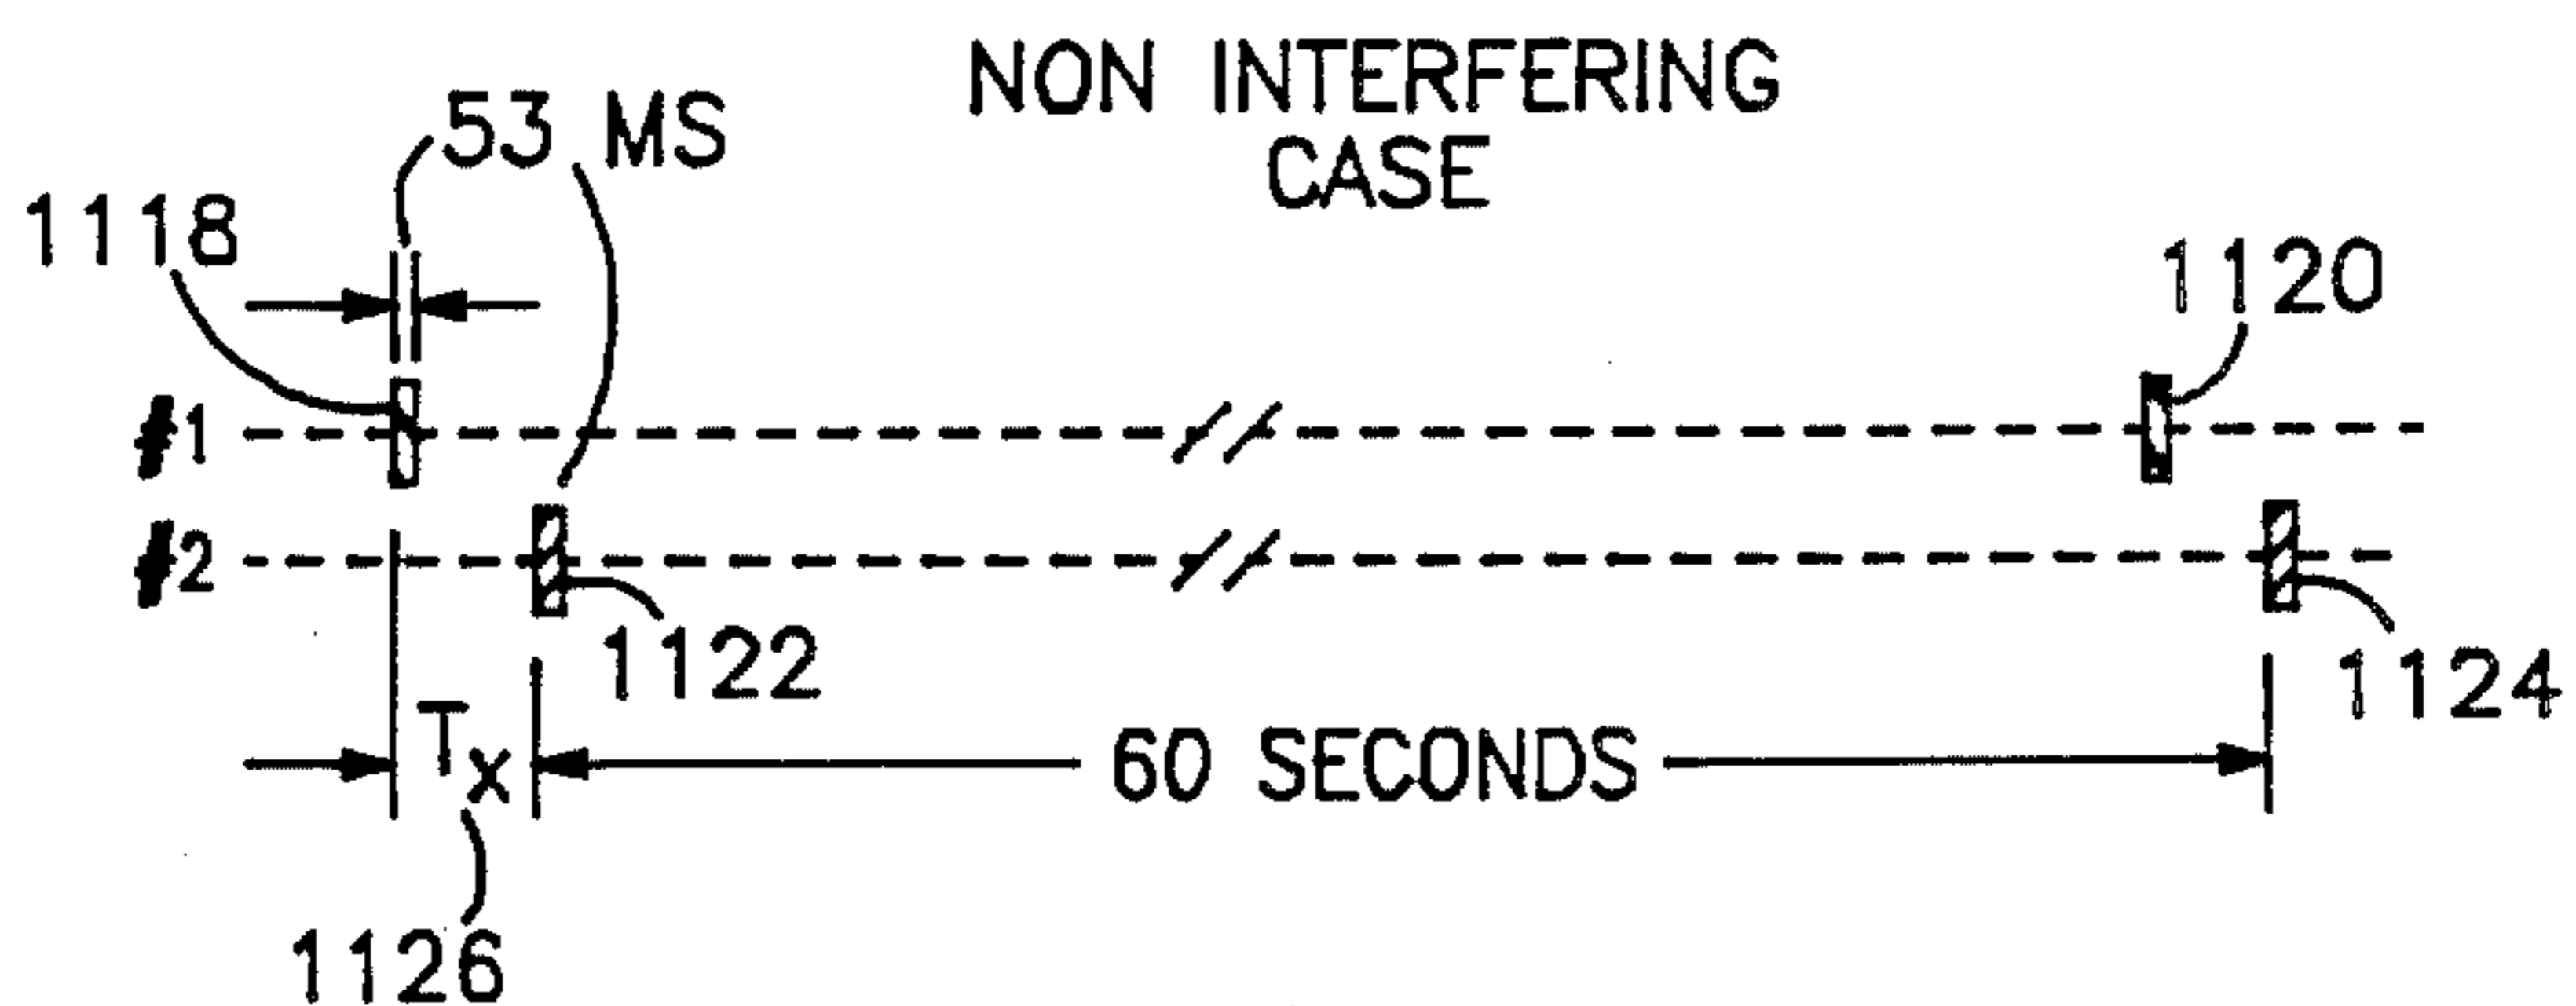 NON INTERFERING
CASE
53 MS
1118
1120
#1
#2
1122
1124
Tx
60 SECONDS
1126